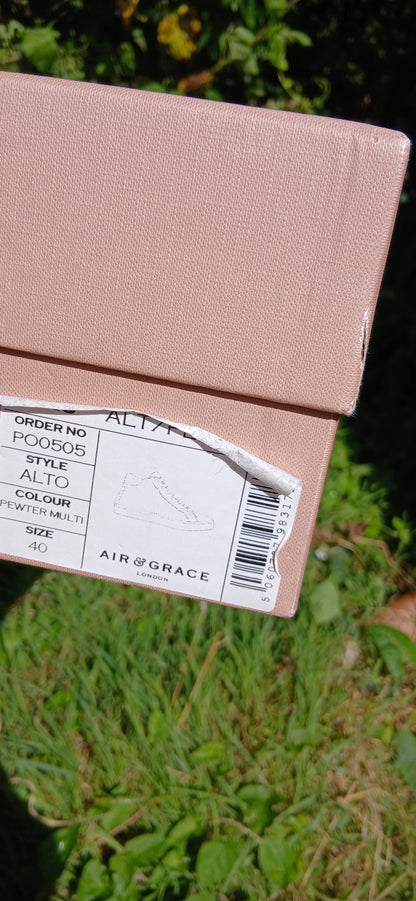 ORDER NO
PO0505
STYLE
ALTO
COLOUR
PEWTER MULTI
SIZE
40
AIR & GRACE
LONDON